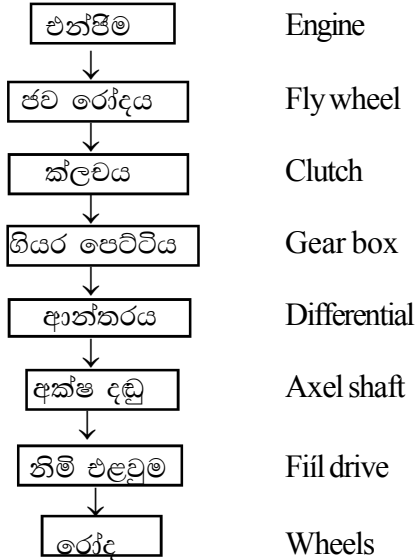 එන්ජිම Engine
ජව රෝදය Fly wheel
ක්ලචය Clutch
ගියර පෙට්ටිය Gear box
ආන්තරය Differential
අක්ෂ දඬු Axel shaft
නිමි එළවුම Fiíl drive
රෝද Wheels